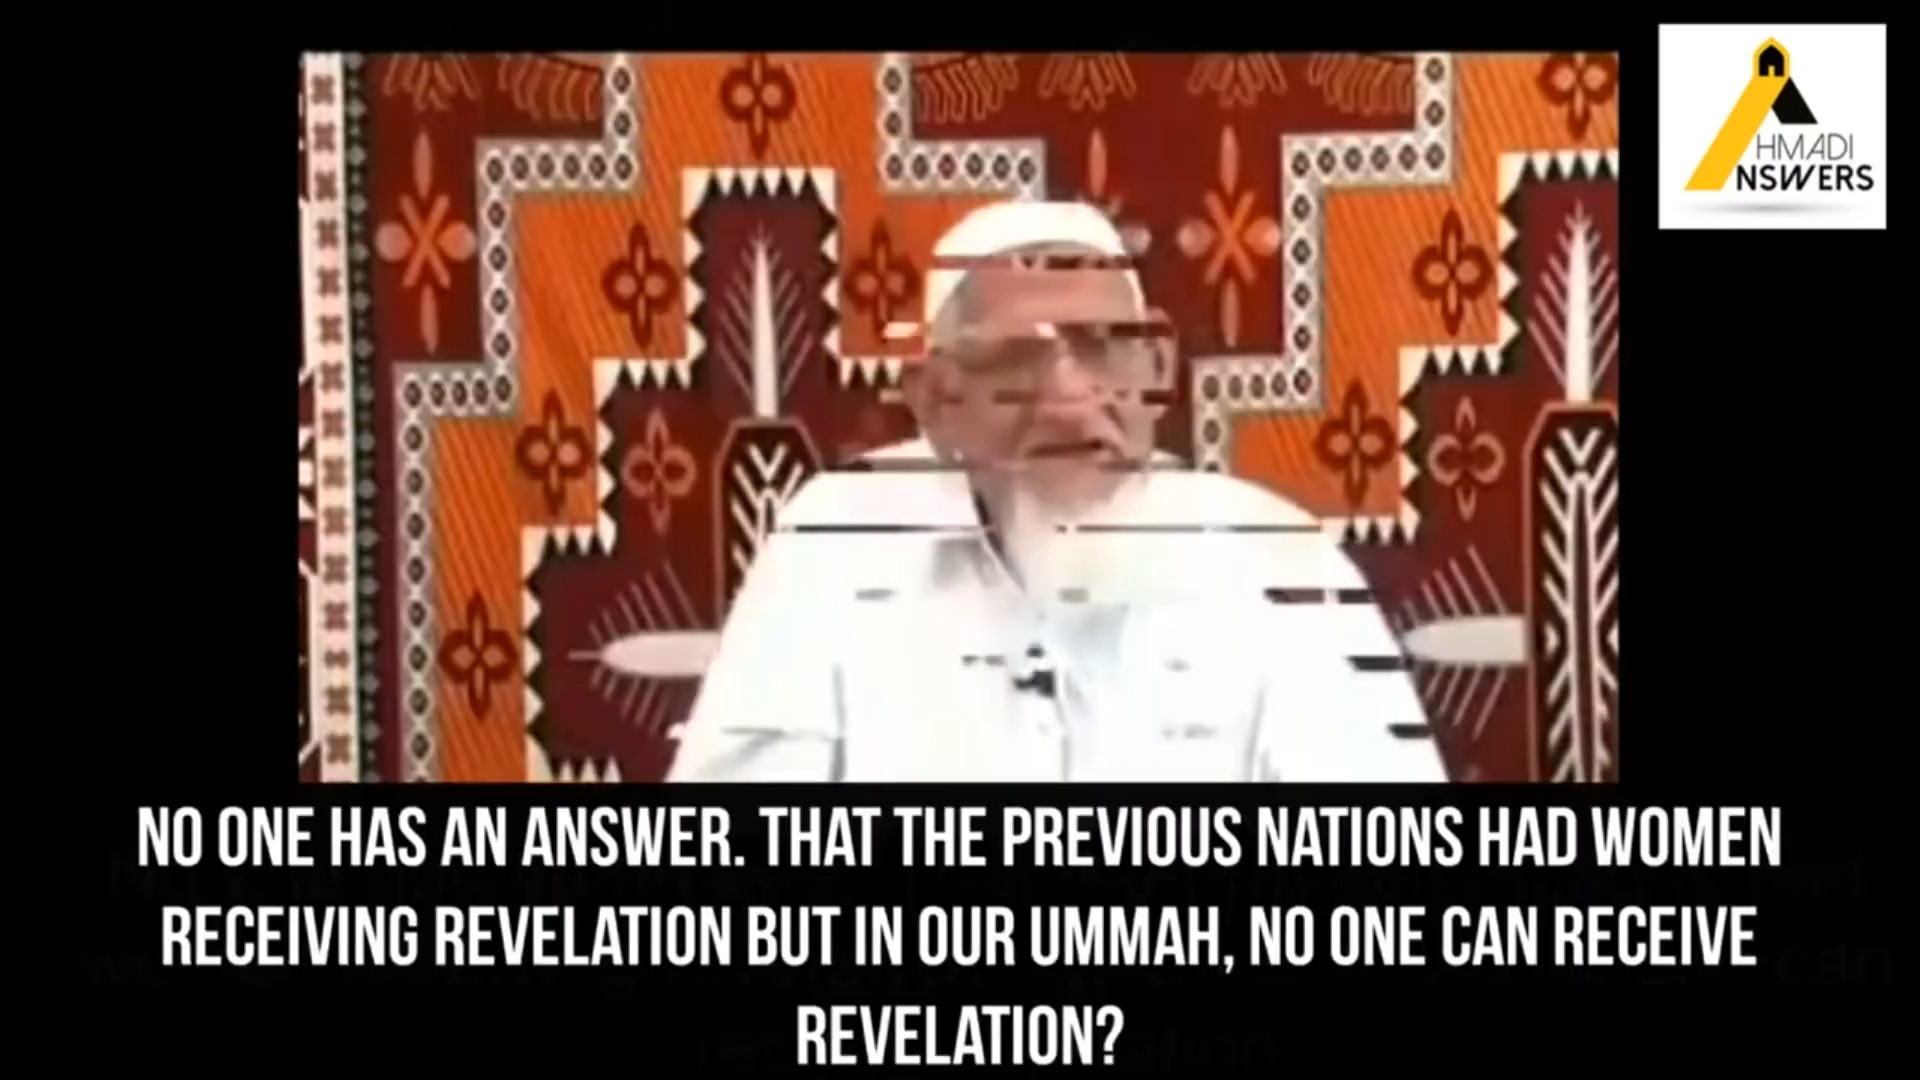 HMADI
NSWERS
NO ONE HAS AN ANSWER. THAT THE PREVIOUS NATIONS HAD WOMEN
RECEIVING REVELATION BUT IN OUR UMMAH, NO ONE CAN RECEIVE
REVELATION?